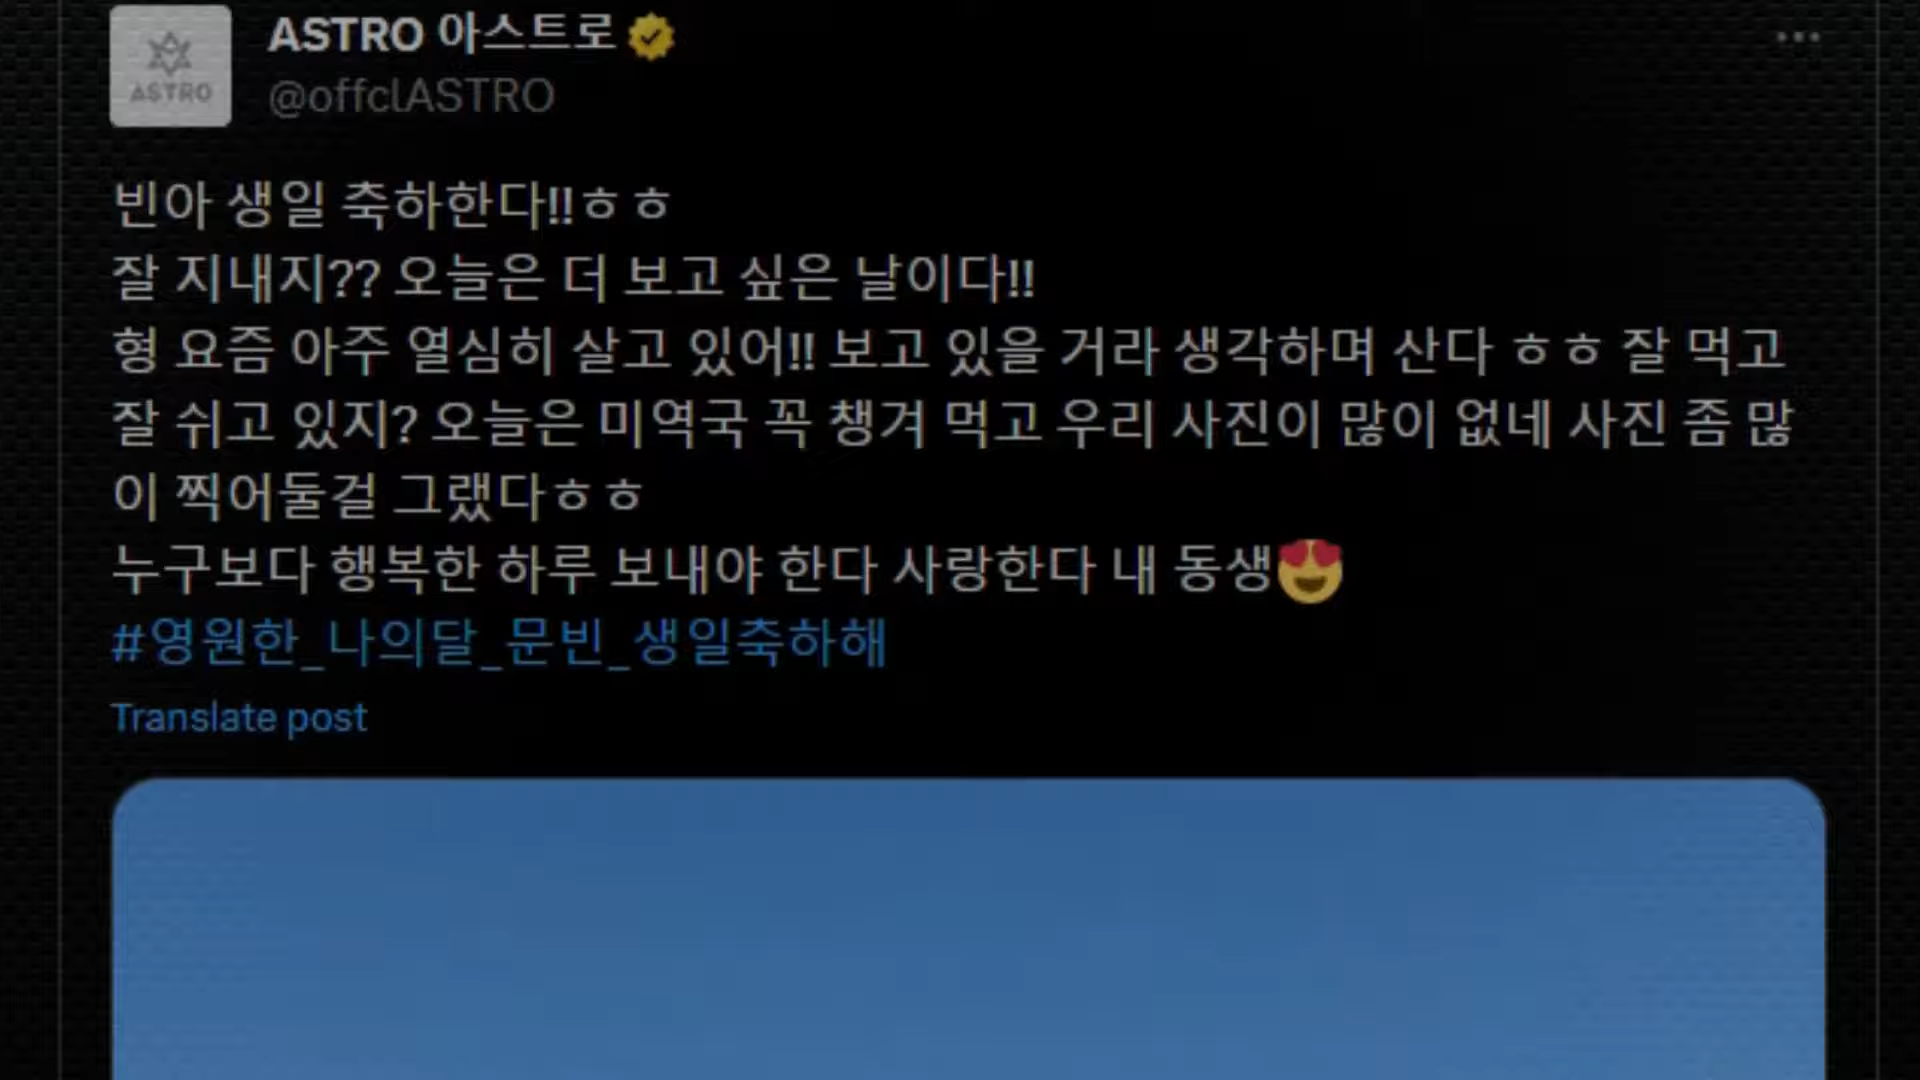 ASTRO 아스트로
ASTRO
@offclASTRO
빈아 생일 축하한다!!ㅎㅎ
잘 지내지?? 오늘은 더 보고 싶은 날이다!!
형 요즘 아주 열심히 살고 있어!! 보고 있을 거라 생각하며 산다 ㅎㅎ 잘 먹고
잘 쉬고 있지? 오늘은 미역국 꼭 챙겨 먹고 우리 사진이 많이 없네 사진 좀 많
이 찍어둘걸 그랬다ㅎㅎ
누구보다 행복한 하루 보내야 한다 사랑한다 내 동생😍
#영원한_나의달_문빈_생일축하해
Translate post